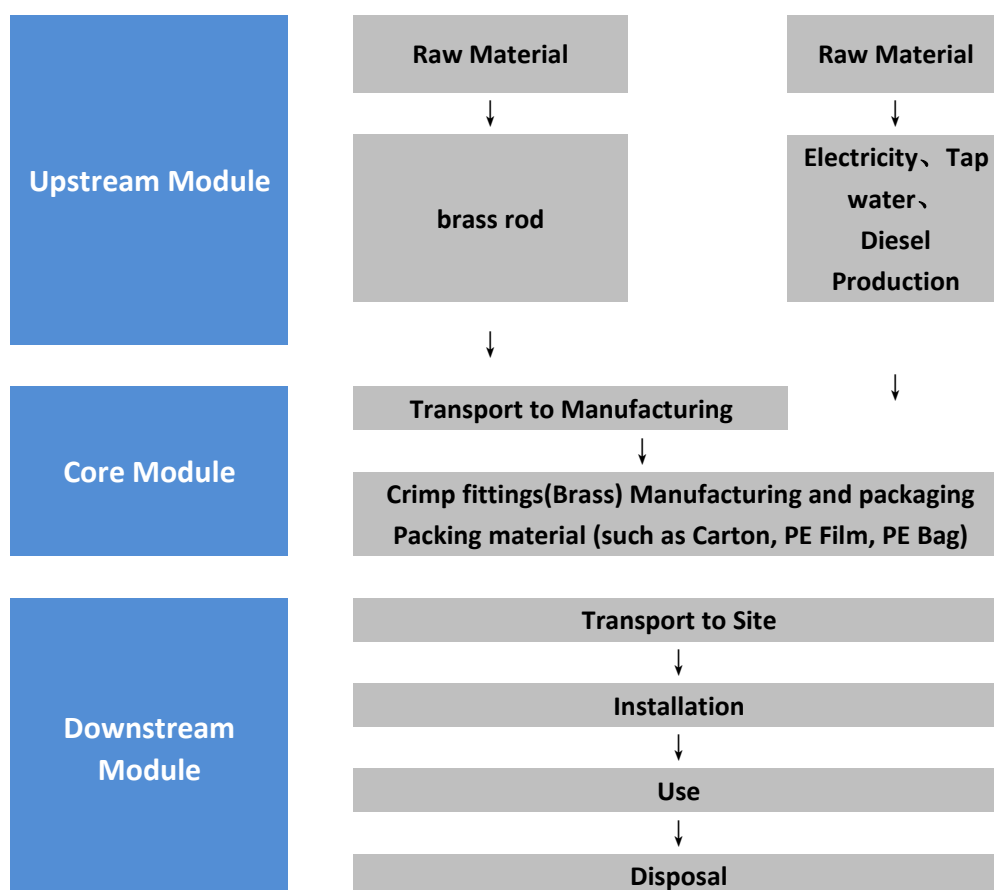 Upstream Module
Raw Material
Raw Material
brass rod
Electricity、Tap
water、
Diesel
Production
Core Module
Transport to Manufacturing
Crimp fittings(Brass) Manufacturing and packaging
Packing material (such as Carton, PE Film, PE Bag)
Downstream
Module
Transport to Site
Installation
Use
Disposal